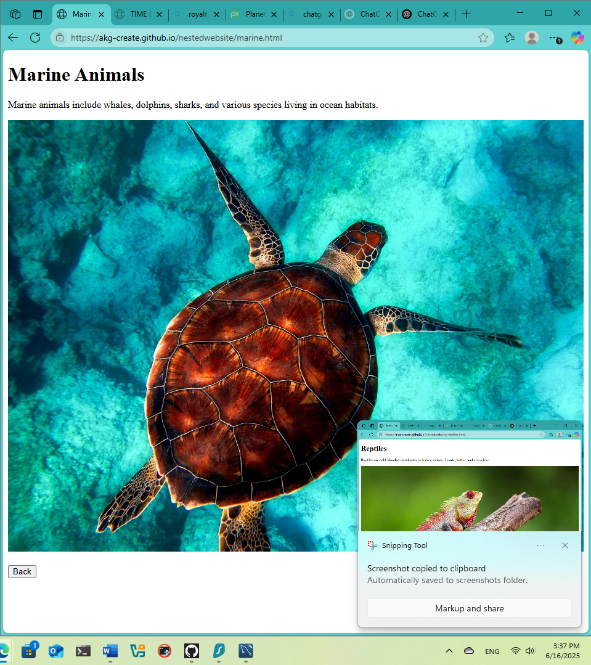 Marin
TIME
royalt
Planet
chatg
ChatG
ChatG
https://akg-create.github.io/nestedwebsite/marine.html
Marine Animals
Marine animals include whales, dolphins, sharks, and various species living in ocean habitats.
Reptiles
Snipping Tool
Screenshot copied to clipboard
Automatically saved to screenshots folder.
Markup and share
Back
1
ENG
3:37 PM
6/16/2025